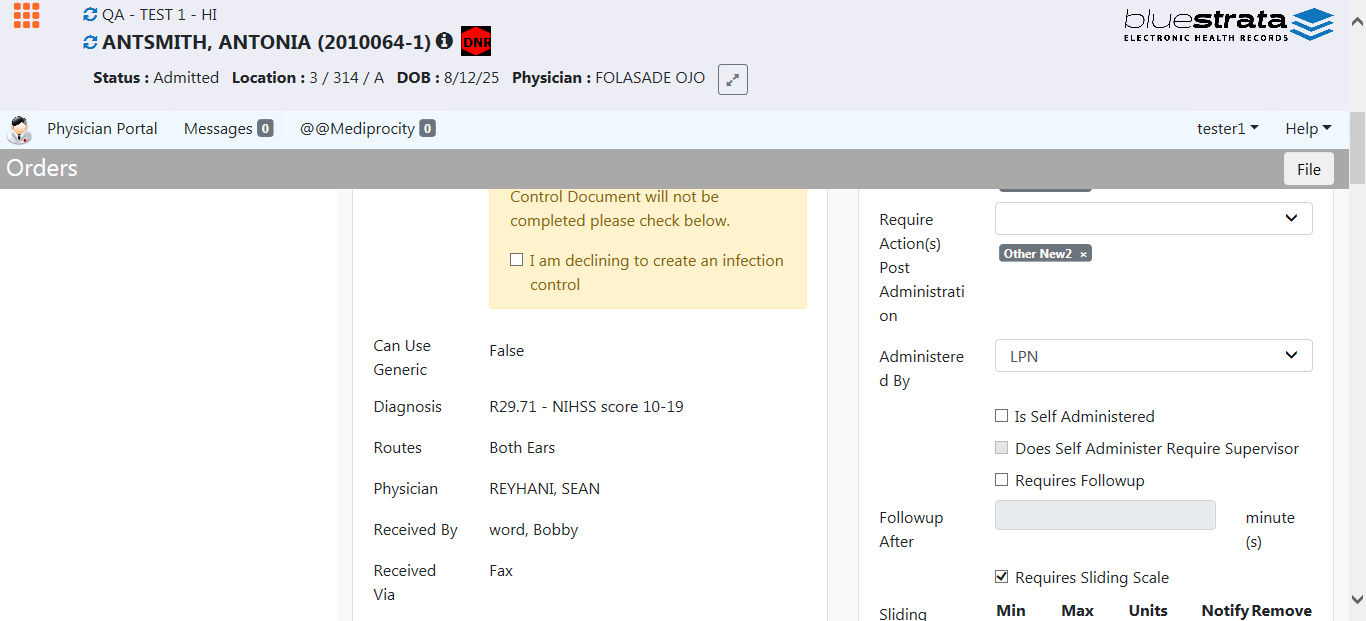 QA - TEST 1 - HI
ANTSMITH, ANTONIA (2010064-1)
DNR
bluestrata
ELECTRONIC HEALTH RECORDS
Status : Admitted Location : 3 / 314 / A DOB : 8/12/25 Physician : FOLASADE OJO
Physician Portal Messages 0 @@Mediprocity 0 tester1 Help
Orders File
Control Document will not be
completed please check below.
I am declining to create an infection
control
Can Use
Generic
False
Diagnosis R29.71 - NIHSS score 10-19
Routes Both Ears
Physician REYHANI, SEAN
Received By word, Bobby
Received
Via
Fax
Require
Action(s)
Post
Administrati
on
Other New2 ×
Administere
d By
LPN
Is Self Administered
Does Self Administer Require Supervisor
Requires Followup
Followup
After
minute
(s)
Requires Sliding Scale
Sliding
Min Max Units Notify Remove